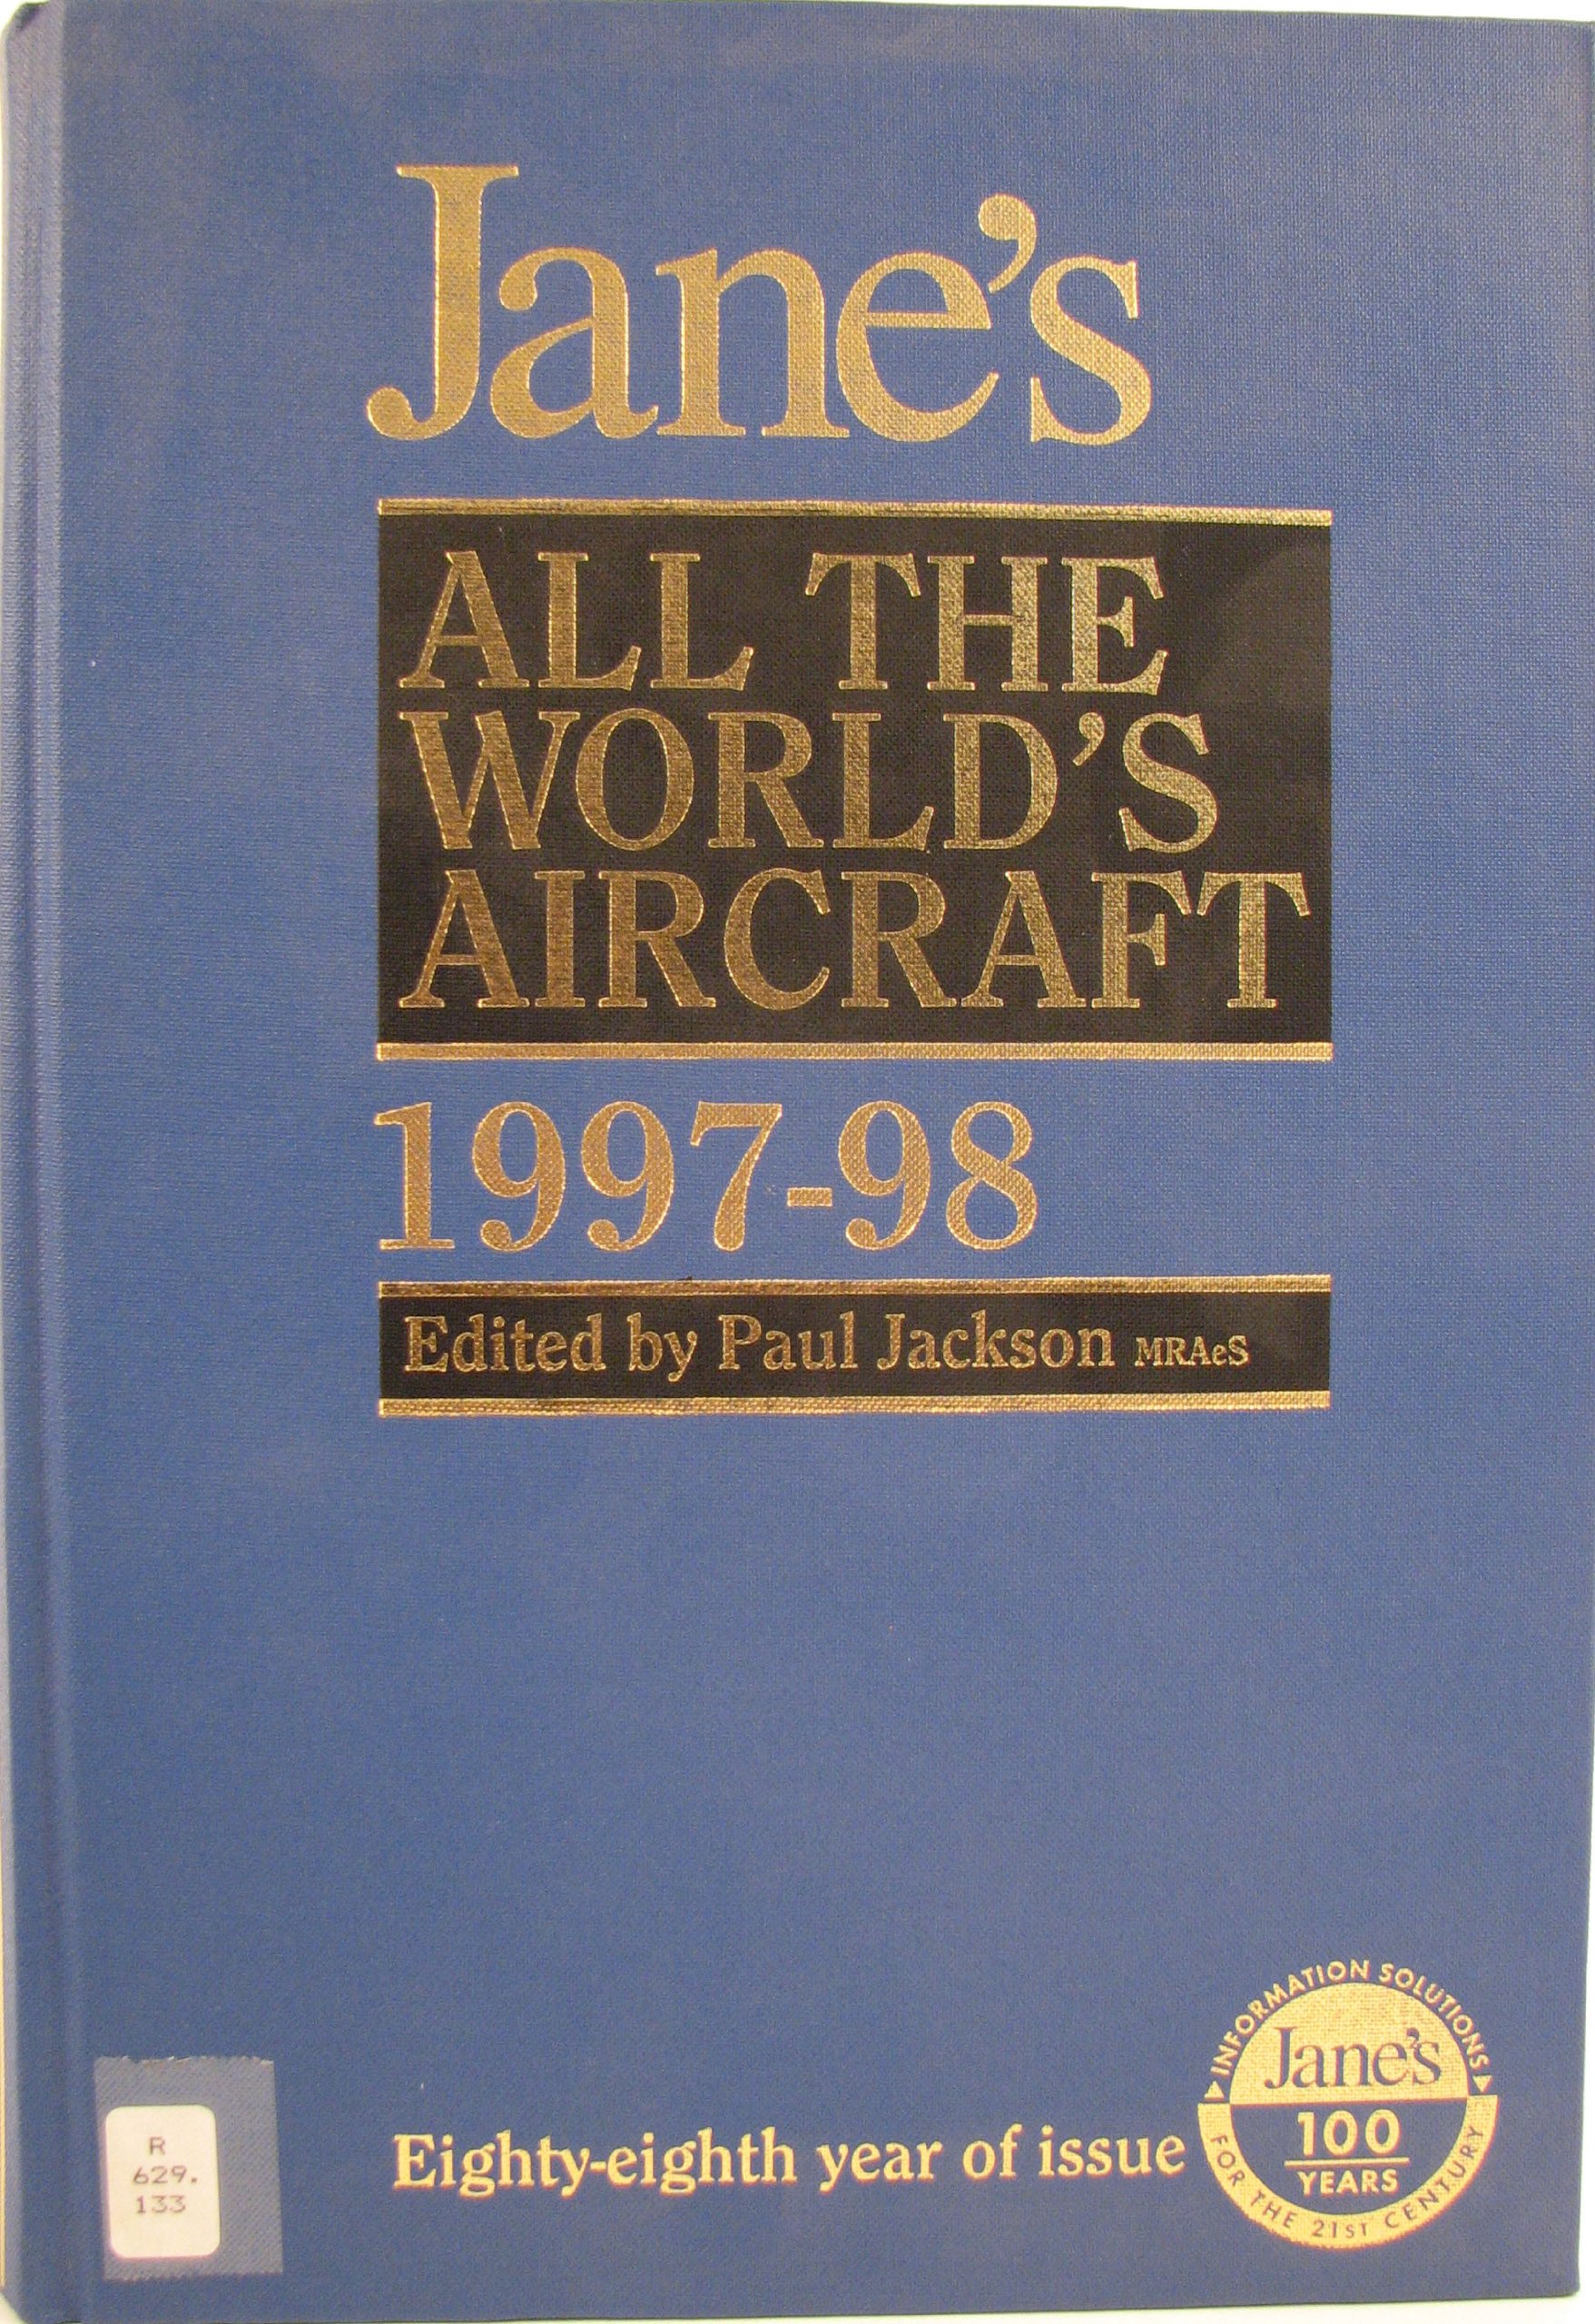 Jane's
ALL THE
WORLD'S
AIRCRAFT
1997-98
Edited by Paul Jackson MRAeS
Eighty-eighth year of issue
INFORMATION SOLUTIONS
Jane's
100
YEARS
FOR THE 21ST CENTURY
R
629.
133